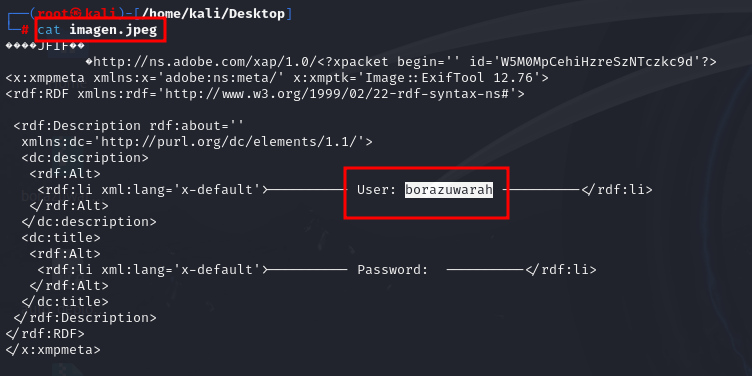 ┌──(root㉿kali)-[/home/kali/Desktop]
└─# cat imagen.jpeg
����JFIF��
�http://ns.adobe.com/xap/1.0/<?xpacket begin='' id='W5M0MpCehiHzreSzNTczkc9d'?>
<x:xmpmeta xmlns:x='adobe:ns:meta/' x:xmptk='Image::ExifTool 12.76'>
<rdf:RDF xmlns:rdf='http://www.w3.org/1999/02/22-rdf-syntax-ns#'>
<rdf:Description rdf:about=''
xmlns:dc='http://purl.org/dc/elements/1.1/'>
<dc:description>
<rdf:Alt>
<rdf:li xml:lang='x-default'>---------- User: borazuwarah ----------</rdf:li>
</rdf:Alt>
</dc:description>
<dc:title>
<rdf:Alt>
<rdf:li xml:lang='x-default'>---------- Password:  ----------</rdf:li>
</rdf:Alt>
</dc:title>
</rdf:Description>
</rdf:RDF>
</x:xmpmeta>